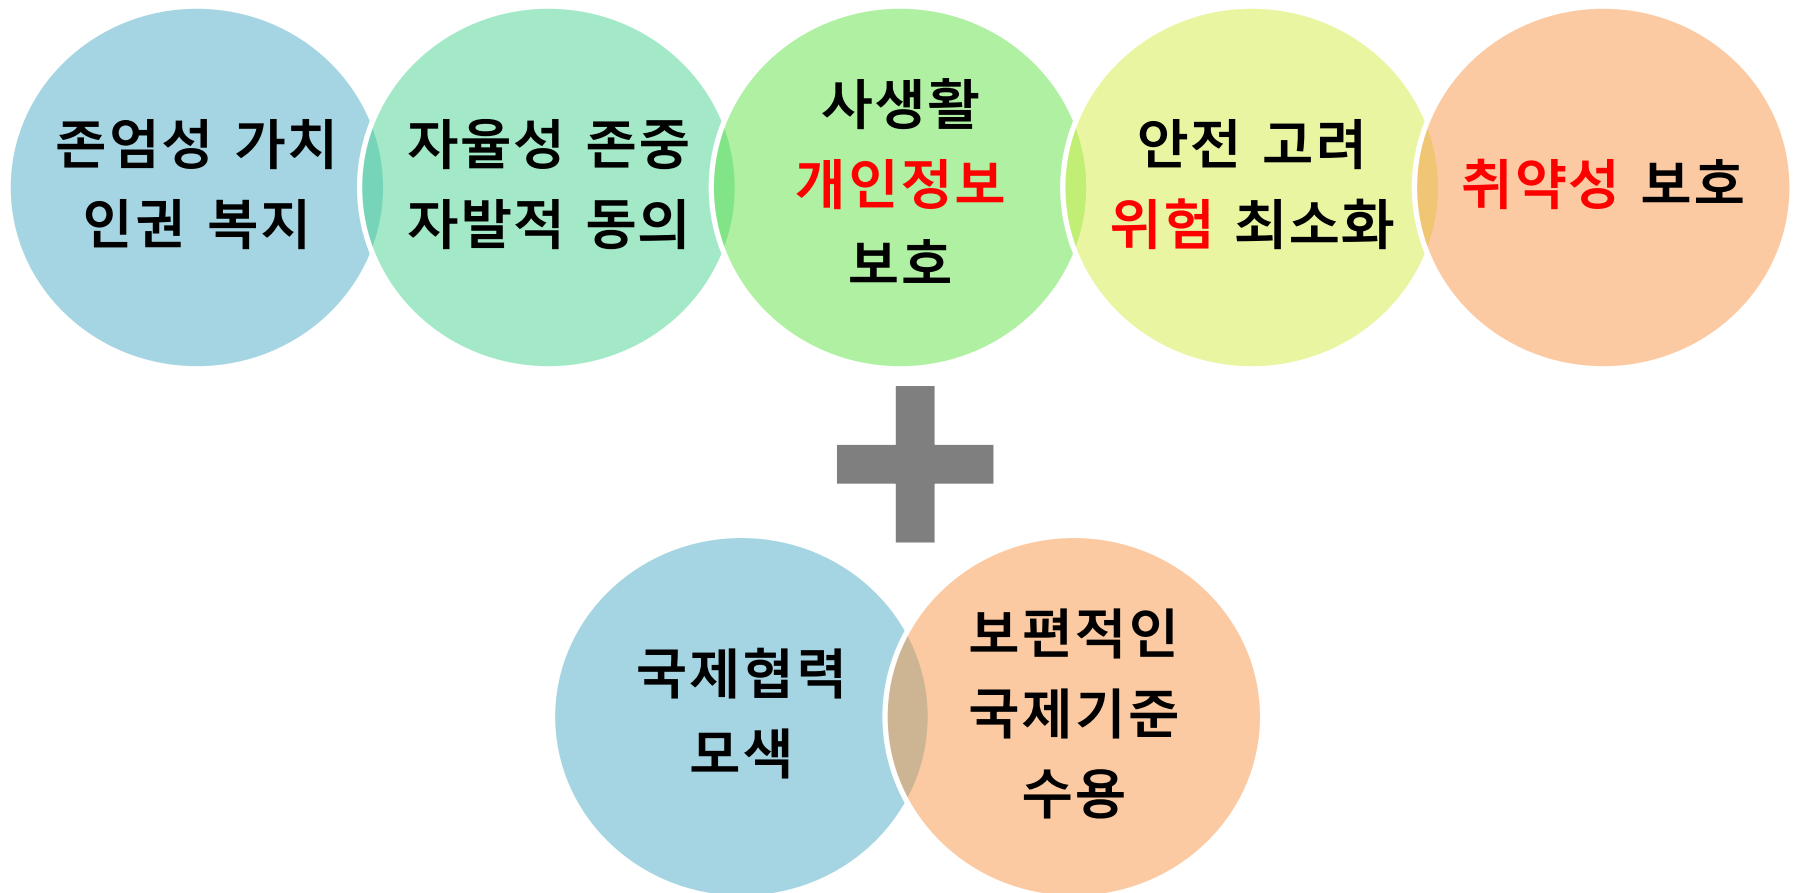 존엄성 가치
인권 복지
자율성 존중
자발적 동의
사생활
개인정보
보호
안전 고려
위험 최소화
취약성 보호
국제협력
모색
보편적인
국제기준
수용